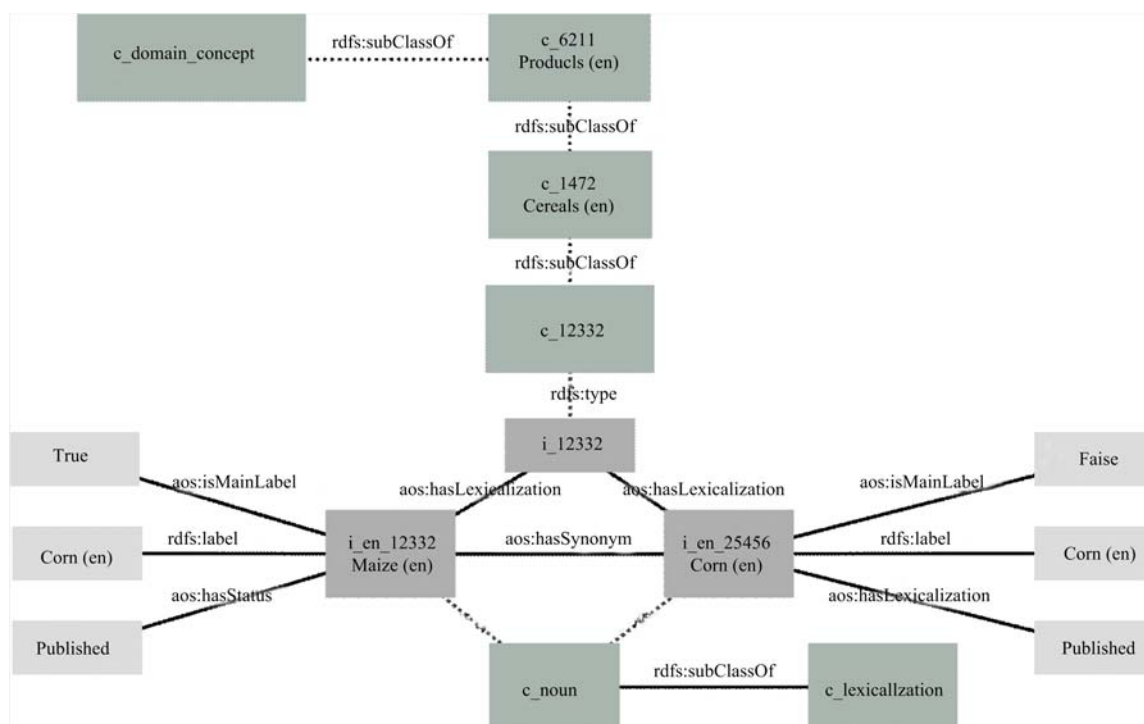 c_domain_concept
rdfs:subClassOf
c_6211
Producls (en)
rdfs:subClassOf
c_1472
Cereals (en)
rdfs:subClassOf
c_12332
rdfs:type
i_12332
True
Faise
aos:isMainLabel
aos:hasLexicalization
aos:hasLexicalization
aos:isMainLabel
Corn (en)
rdfs:label
i_en_12332
Maize (en)
aos:hasSynonym
i_en_25456
Corn (en)
rdfs:label
Corn (en)
aos:hasStatus
aos:hasLexicalization
Published
Published
c_noun
rdfs:subClassOf
c_lexicallzation